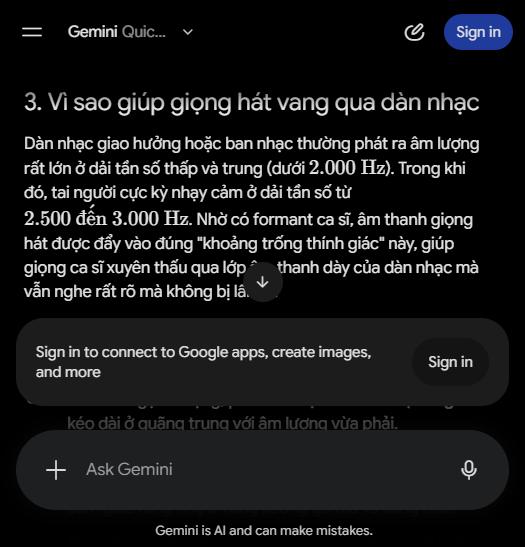 Gemini Quic...
Sign in
3. Vì sao giúp giọng hát vang qua dàn nhạc
Dàn nhạc giao hưởng hoặc ban nhạc thường phát ra âm lượng
rất lớn ở dải tần số thấp và trung (dưới 2.000 Hz). Trong khi
đó, tai người cực kỳ nhạy cảm ở dải tần số từ
2.500 đến 3.000 Hz. Nhờ có formant ca sĩ, âm thanh giọng
hát được đẩy vào đúng "khoảng trống thính giác" này, giúp
giọng ca sĩ xuyên thấu qua lớp thanh dày của dàn nhạc mà
vẫn nghe rất rõ mà không bị
Sign in to connect to Google apps, create images,
and more
Sign in
kéo dài ở quãng trung với âm lượng vừa phải.
Ask Gemini
Gemini is AI and can make mistakes.